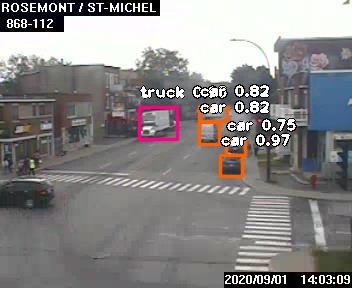 ROSEMONT / ST-MICHEL
868-112
car 0.82
truck
car 0.82
car 0.75
car 0.97
2020/09/01 14:03:09